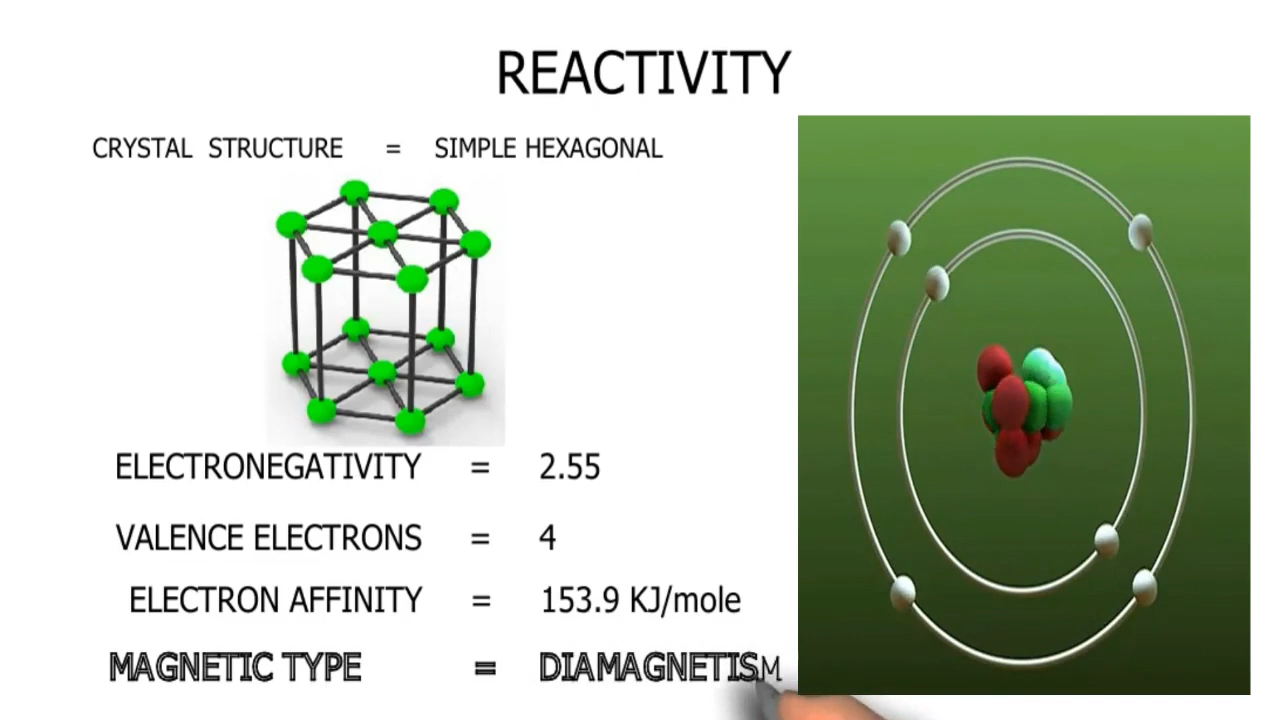 REACTIVITY
CRYSTAL STRUCTURE = SIMPLE HEXAGONAL
ELECTRONEGATIVITY = 2.55
VALENCE ELECTRONS = 4
ELECTRON AFFINITY = 153.9 KJ/mole
MAGNETIC TYPE = DIAMAGNETISM